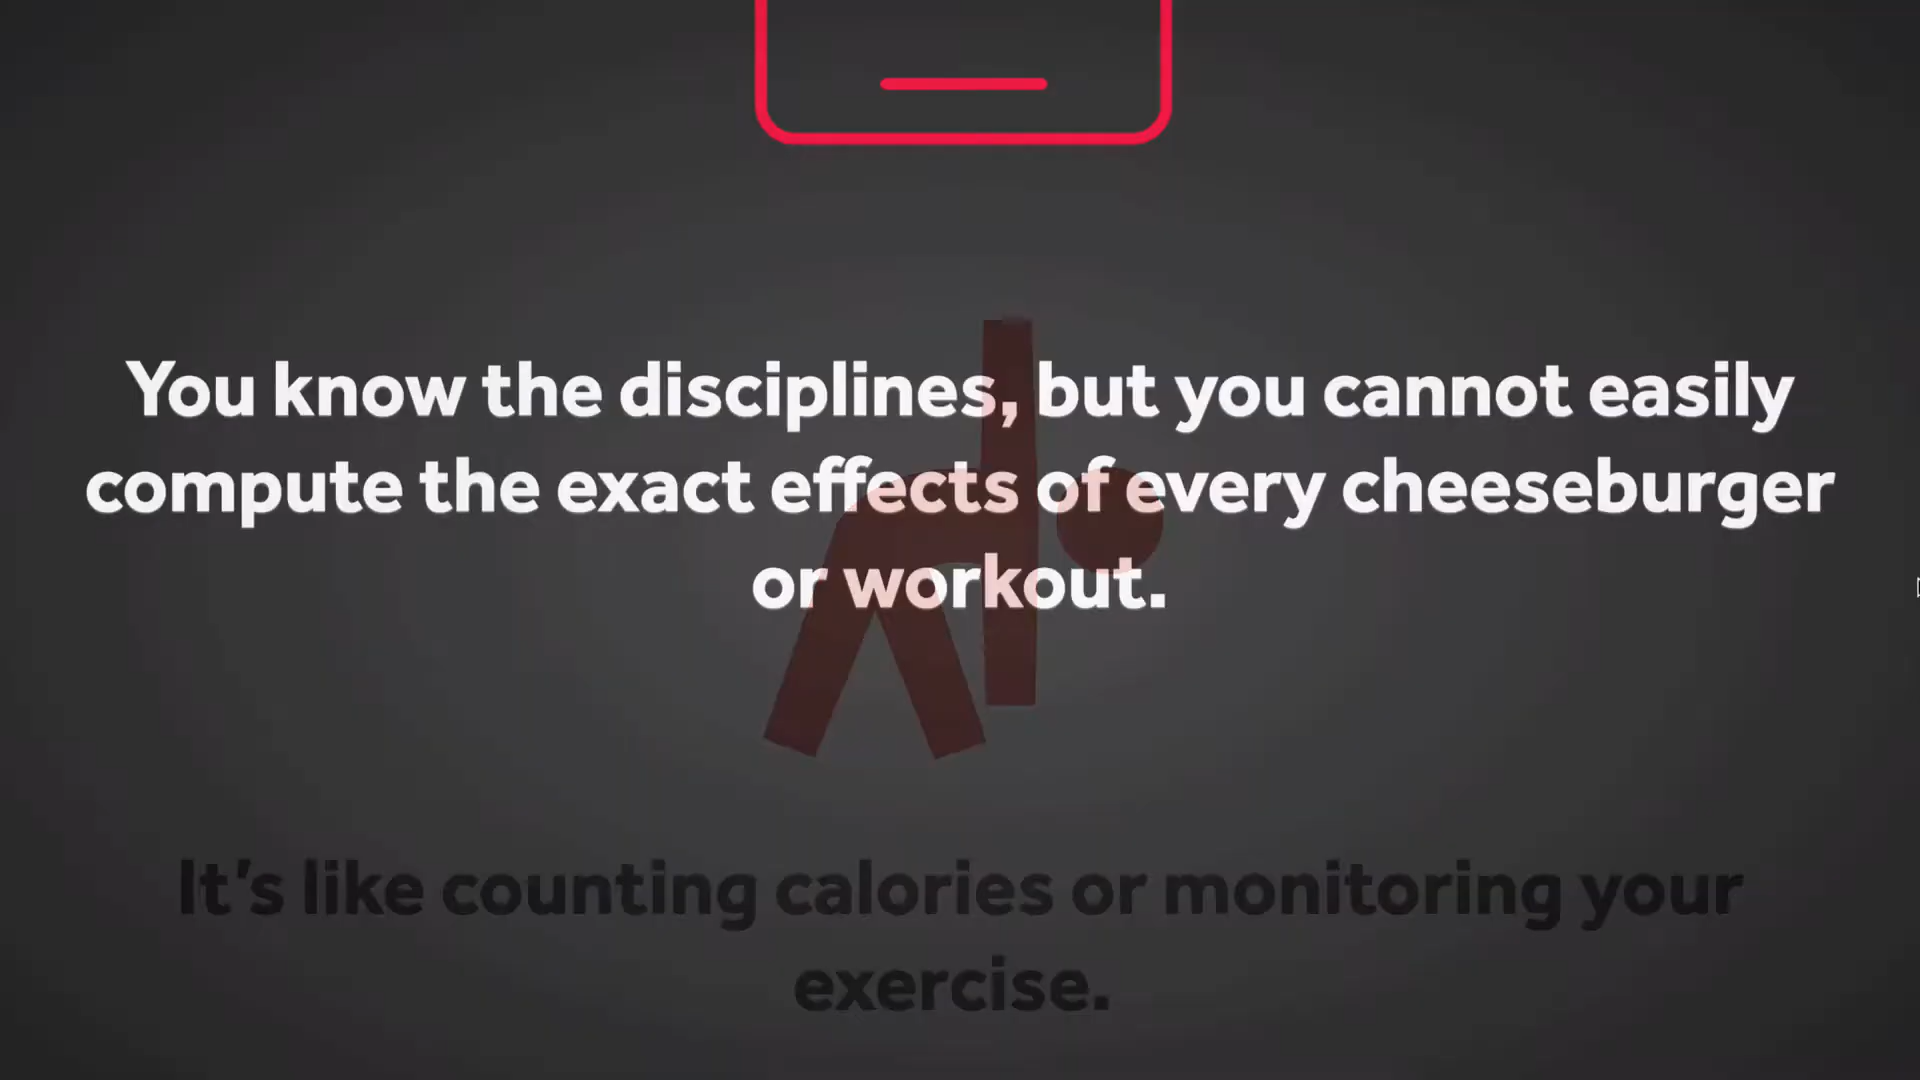 You know the disciplines, but you cannot easily
compute the exact effects of every cheeseburger
or workout.
It's like counting calories or monitoring your
exercise.